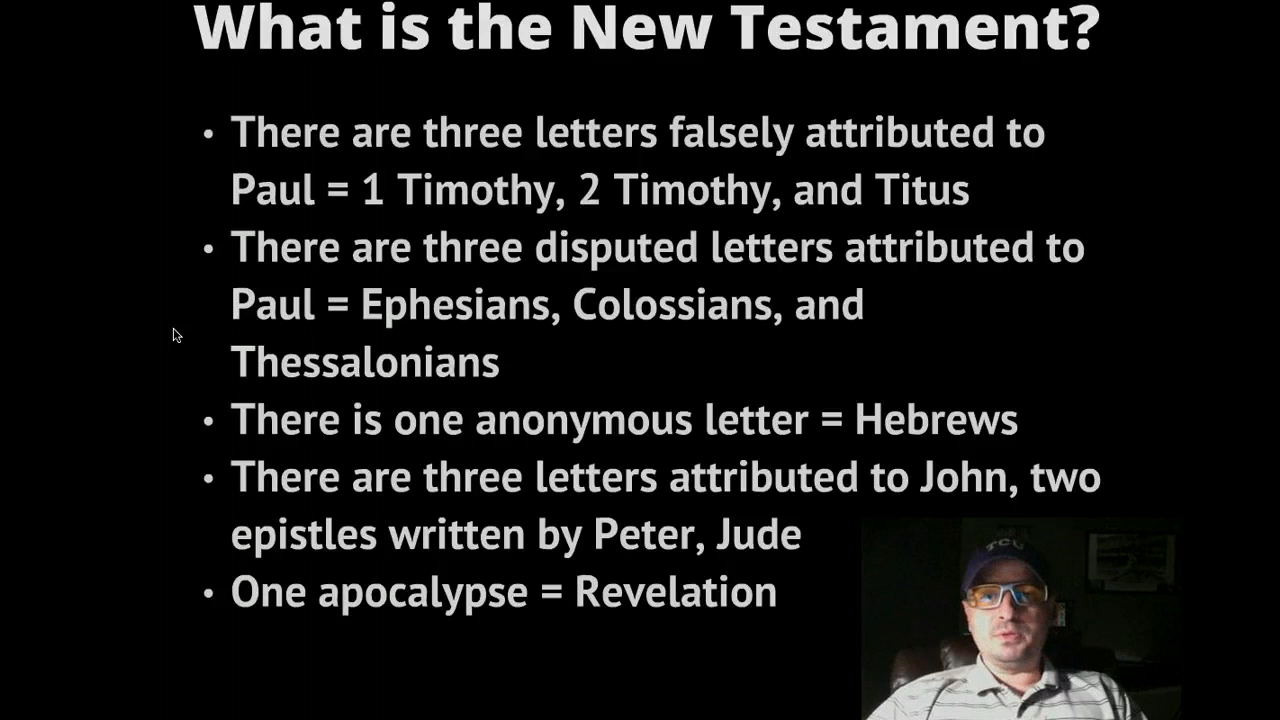 What is the New Testament?
• There are three letters falsely attributed to
Paul = 1 Timothy, 2 Timothy, and Titus
• There are three disputed letters attributed to
Paul = Ephesians, Colossians, and
Thessalonians
• There is one anonymous letter = Hebrews
• There are three letters attributed to John, two
epistles written by Peter, Jude
• One apocalypse = Revelation
TCU